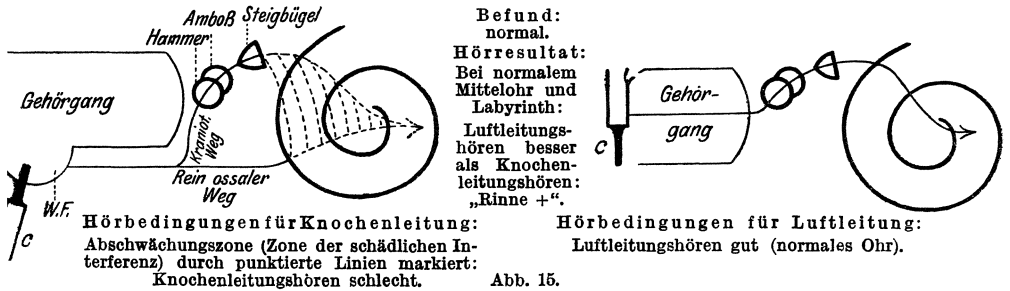 Amboß
Steigbügel
Hammer
Gehörgang
Kraniot.
Weg
Rein ossaler
Weg
W.F.
C
Hörbedingungen für Knochenleitung:
Abschwächungszone (Zone der schädlichen In-
terferenz) durch punktierte Linien markiert:
Knochenleitungshören schlecht.
Befund:
normal.
Hörresultat:
Bei normalem
Mittelohr und
Labyrinth:
Luftleitungs-
hören besser
als Knochen-
leitungshören:
„Rinne +“.
Gehör-
gang
C
Hörbedingungen für Luftleitung:
Luftleitungshören gut (normales Ohr).
Abb. 15.